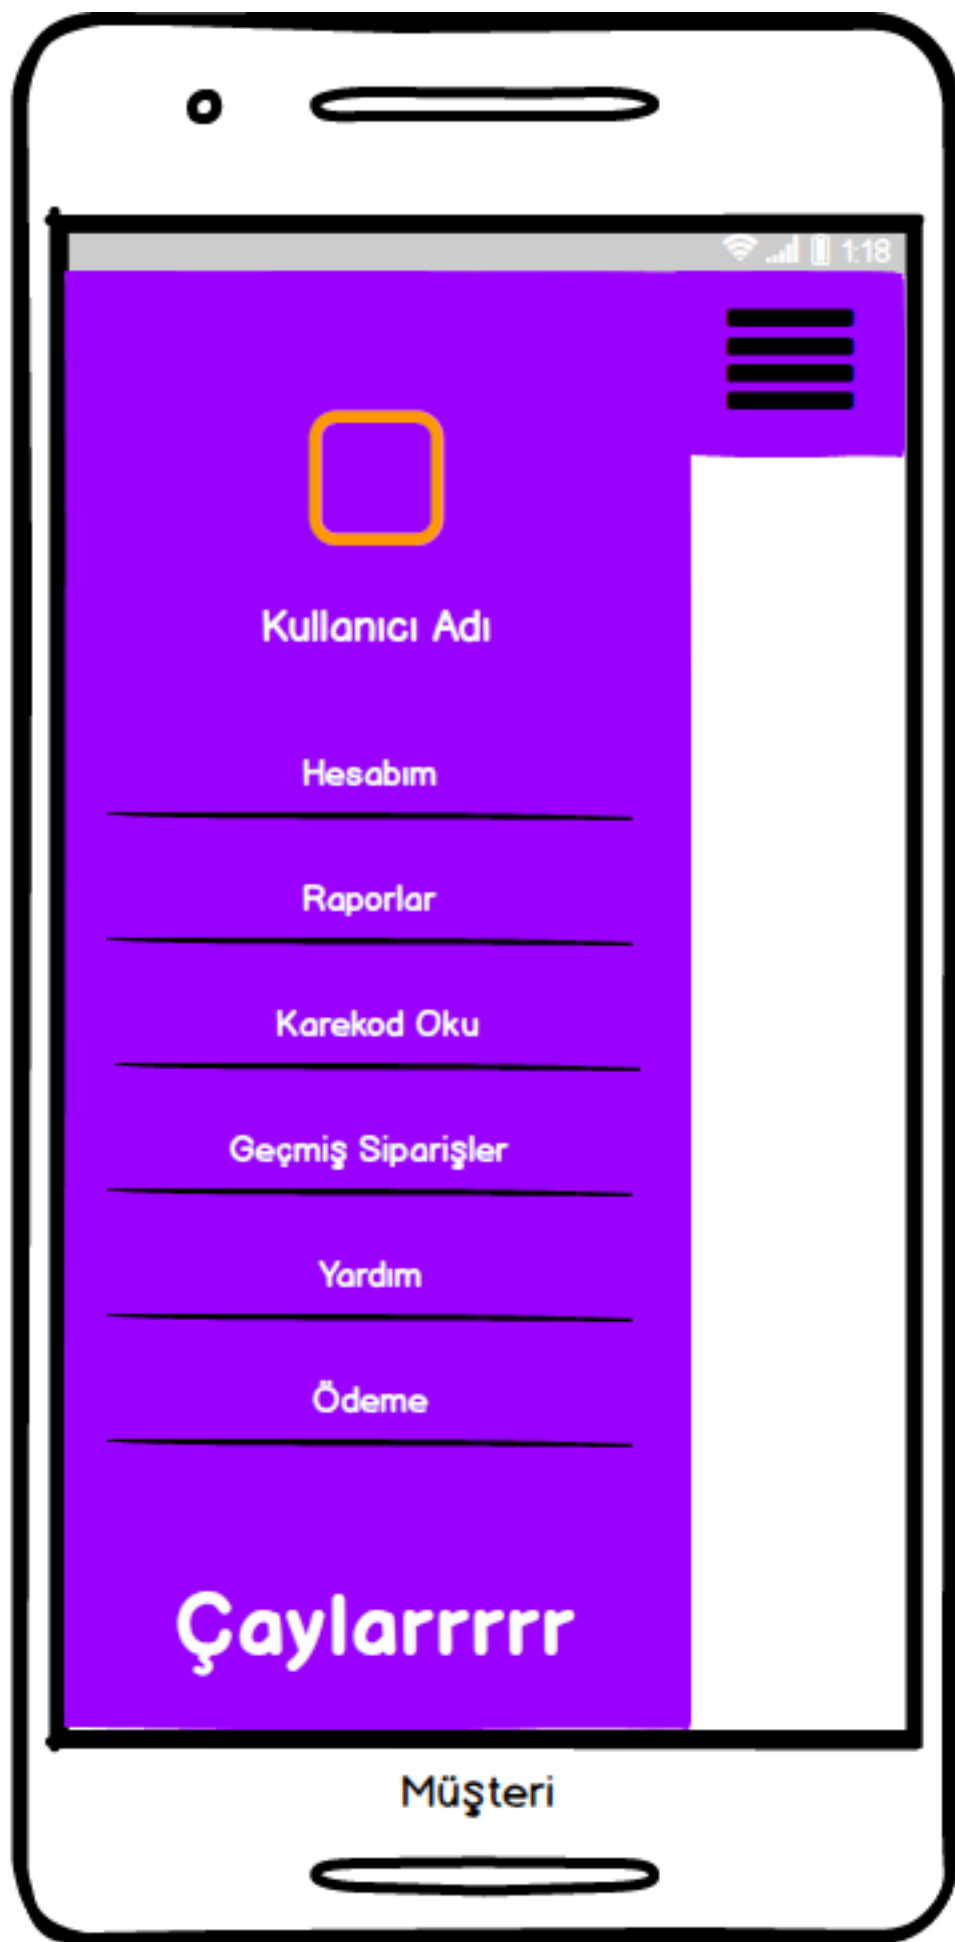 1:18
Kullanıcı Adı
Hesabım
Raporlar
Karekod Oku
Geçmiş Siparişler
Yardım
Ödeme
Çaylarrrrr
Müşteri